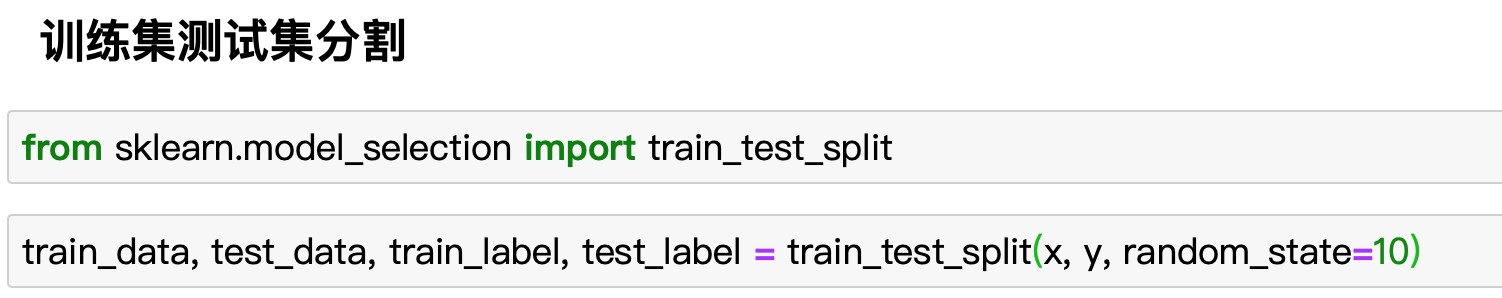 训练集测试集分割
from sklearn.model_selection import train_test_split
train_data, test_data, train_label, test_label = train_test_split(x, y, random_state=10)